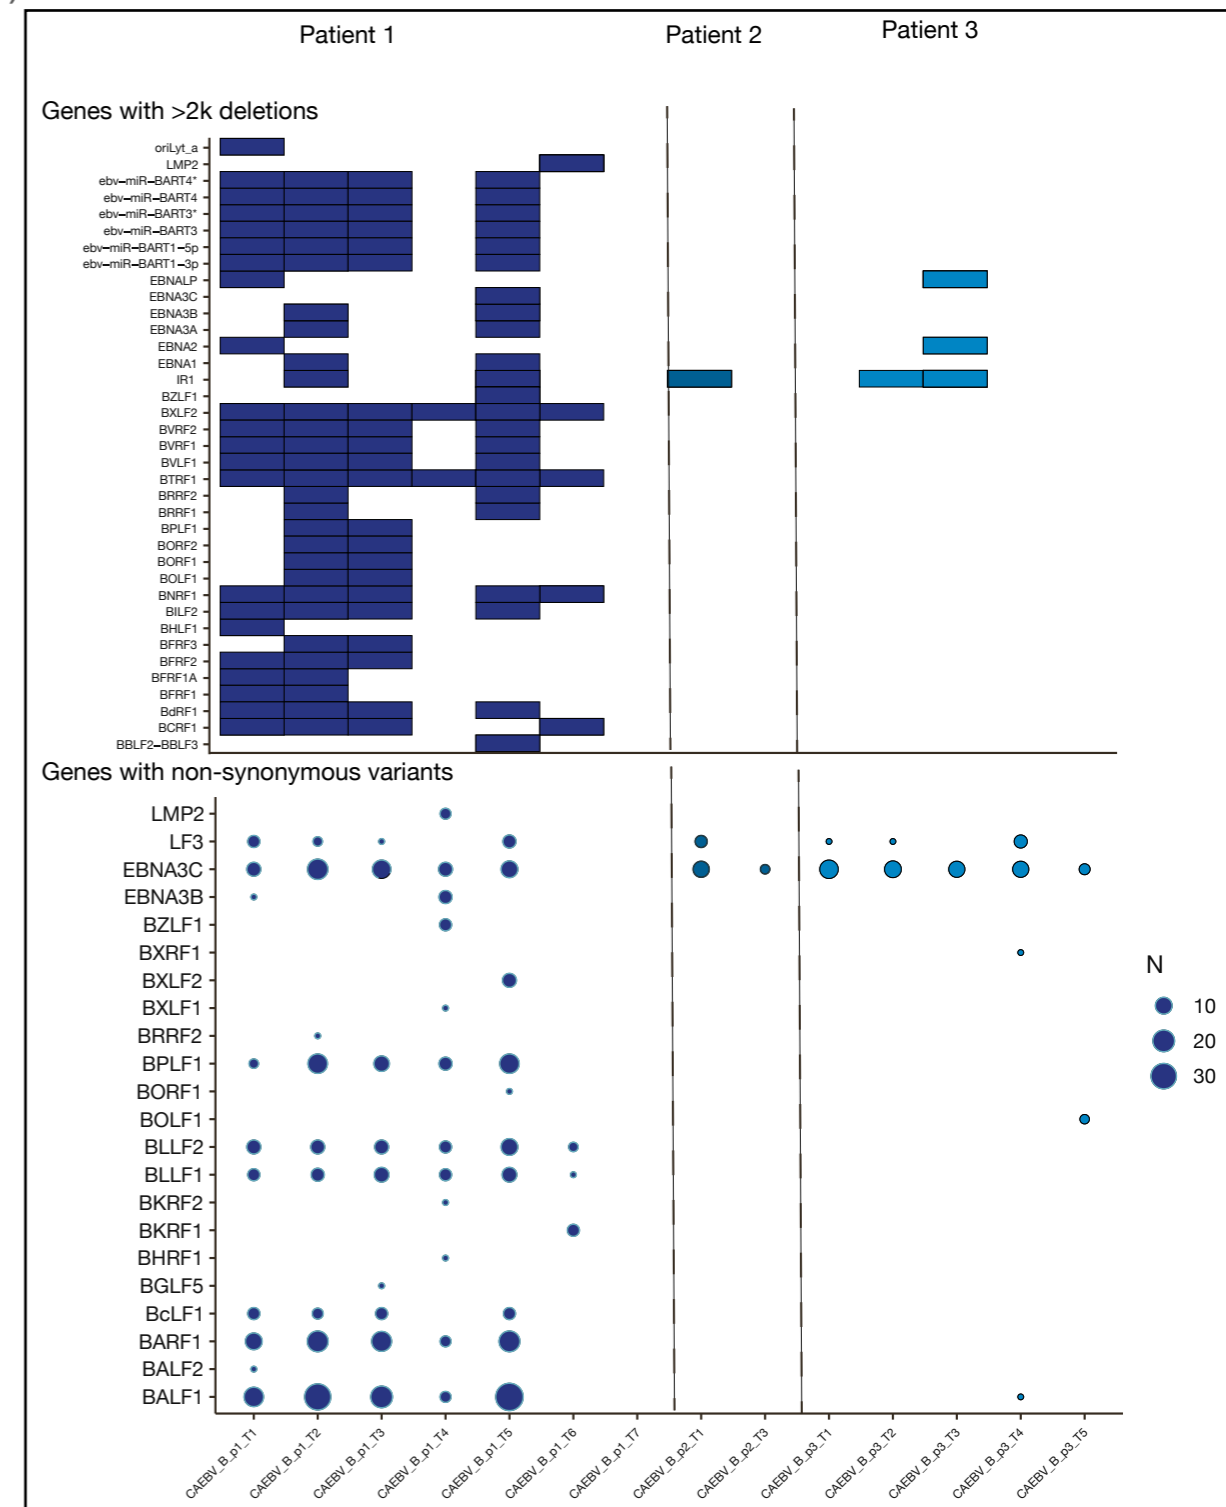 Patient 1
Patient 2
Patient 3
Genes with >2k deletions
oriLyt_a
LMP2
ebv-miR-BART4*
ebv-miR-BART4
ebv-miR-BART3*
ebv-miR-BART3
ebv-miR-BART1-5p
ebv-miR-BART1-3p
EBNALP
EBNA3C
EBNA3B
EBNA3A
EBNA2
EBNA1
IR1
BZLF1
BXLF2
BVRF2
BVRF1
BVLF1
BTRF1
BRRF2
BRRF1
BPLF1
BORF2
BORF1
BOLF1
BNRF1
BILF2
BHLF1
BFRF3
BFRF2
BFRF1A
BFRF1
BdRF1
BCRF1
BBLF2-BBLF3
Genes with non-synonymous variants
LMP2
LF3
EBNA3C
EBNA3B
BZLF1
BXRF1
BXLF2
BXLF1
BRRF2
BPLF1
BORF1
BOLF1
BLLF2
BLLF1
BKRF2
BKRF1
BHRF1
BGLF5
BcLF1
BARF1
BALF2
BALF1
N
10
20
30
CAEBV_B_p1_T1
CAEBV_B_p1_T2
CAEBV_B_p1_T3
CAEBV_B_p1_T4
CAEBV_B_p1_T5
CAEBV_B_p1_T6
CAEBV_B_p1_T7
CAEBV_B_p2_T1
CAEBV_B_p2_T3
CAEBV_B_p3_T1
CAEBV_B_p3_T2
CAEBV_B_p3_T3
CAEBV_B_p3_T4
CAEBV_B_p3_T5